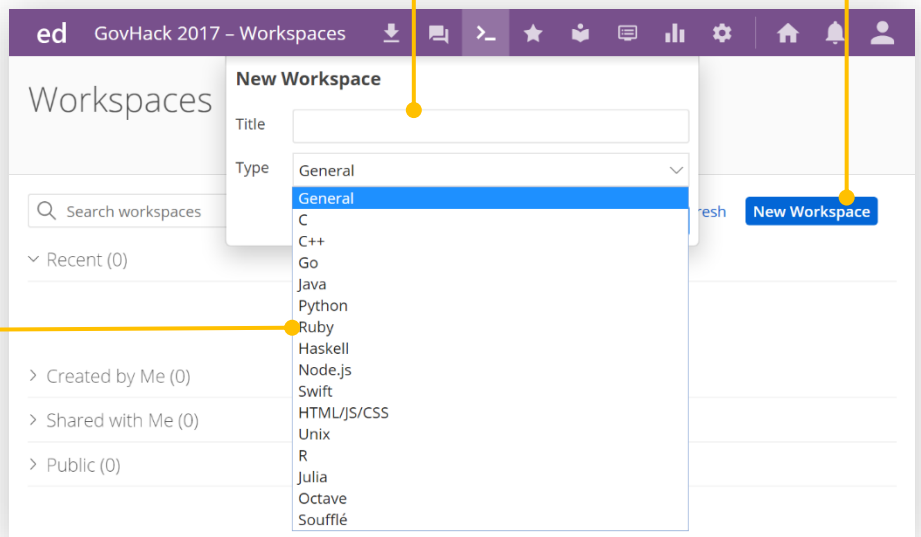 ed GovHack 2017 – Workspaces
New Workspace
Workspaces
Title
Type General
General
Search workspaces
resh New Workspace
C
C++
Recent (0)
Go
Java
Python
Ruby
Haskell
Created by Me (0)
Node.js
Swift
Shared with Me (0)
HTML/JS/CSS
Unix
Public (0)
R
Julia
Octave
Soufflé